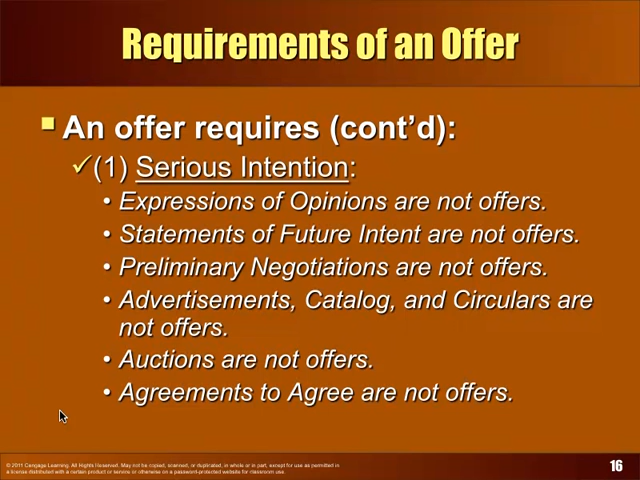 Requirements of an Offer
An offer requires (cont’d):
(1) Serious Intention:
• Expressions of Opinions are not offers.
• Statements of Future Intent are not offers.
• Preliminary Negotiations are not offers.
• Advertisements, Catalog, and Circulars are
not offers.
• Auctions are not offers.
• Agreements to Agree are not offers.
© 2011 Cengage Learning. All Rights Reserved. May not be copied, scanned, or duplicated, in whole or in part, except for use as permitted in
a license distributed with a certain product or service or otherwise on a password-protected website for classroom use.
16